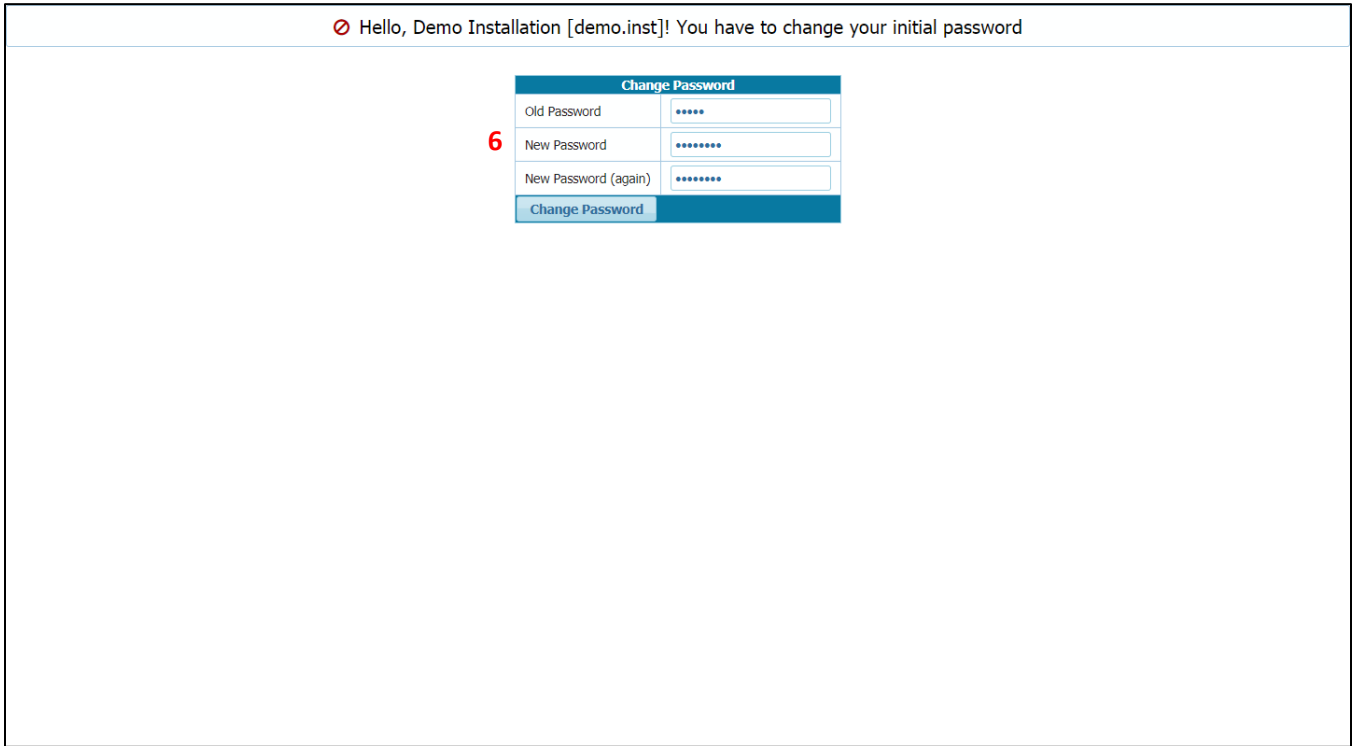 Hello, Demo Installation [demo.inst]! You have to change your initial password
Change Password
Old Password •••••
6
New Password ••••••••
New Password (again) ••••••••
Change Password